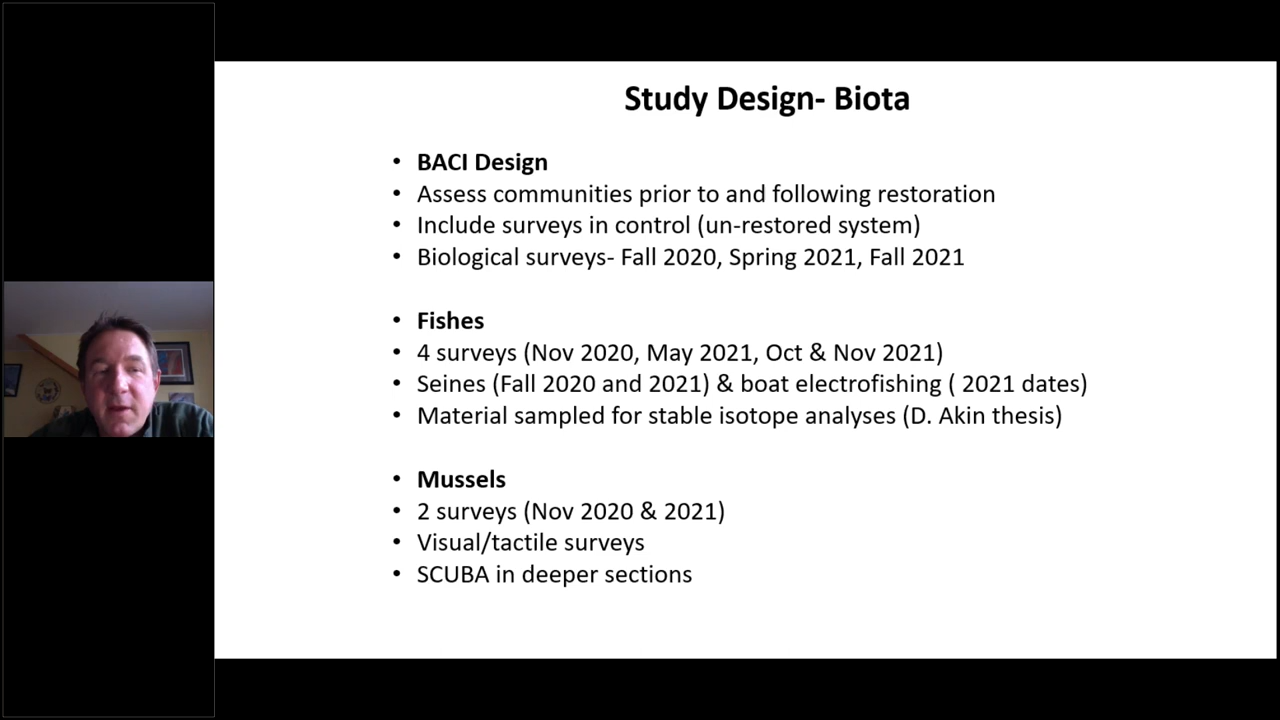 Study Design- Biota
• BACI Design
• Assess communities prior to and following restoration
• Include surveys in control (un-restored system)
• Biological surveys- Fall 2020, Spring 2021, Fall 2021
• Fishes
• 4 surveys (Nov 2020, May 2021, Oct & Nov 2021)
• Seines (Fall 2020 and 2021) & boat electrofishing ( 2021 dates)
• Material sampled for stable isotope analyses (D. Akin thesis)
• Mussels
• 2 surveys (Nov 2020 & 2021)
• Visual/tactile surveys
• SCUBA in deeper sections